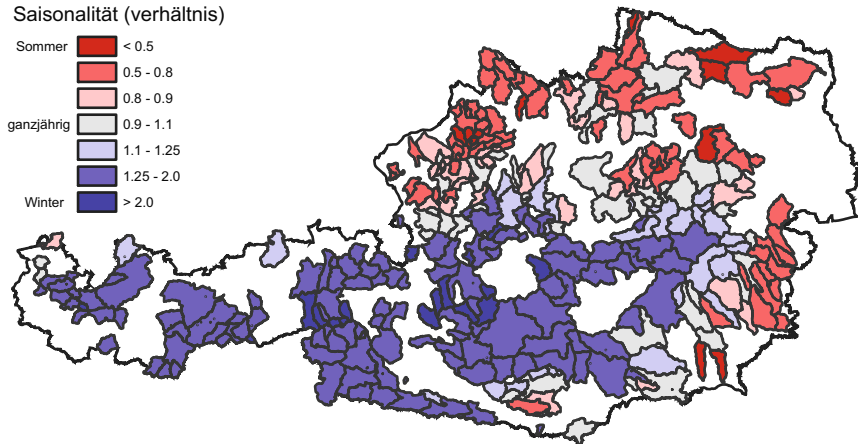 Saisonalität (verhältnis)
Sommer < 0.5
0.5 - 0.8
0.8 - 0.9
ganzjährig 0.9 - 1.1
1.1 - 1.25
1.25 - 2.0
Winter > 2.0